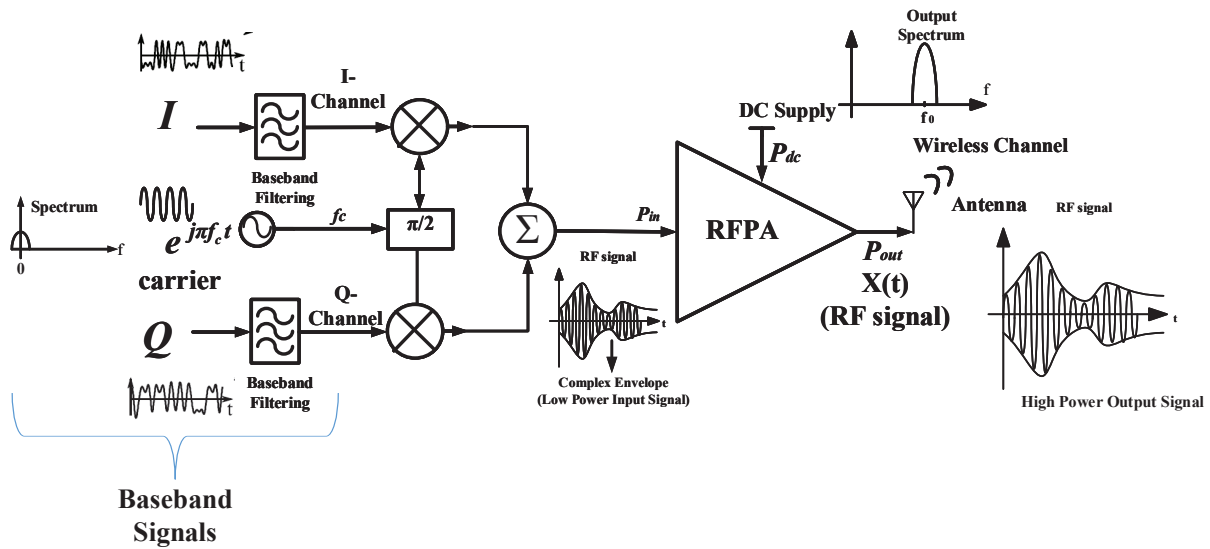 Output
Spectrum
f
f0
t
I-
Channel
I
DC Supply
Pdc
Wireless Channel
Baseband
Filtering
Spectrum
f
0
e^jπfct
carrier
fc
π/2
Σ
Pin
RFPA
Antenna
RF signal
Pout
X(t)
(RF signal)
RF signal
t
t
Q-
Channel
Q
Baseband
Filtering
t
Complex Envelope
(Low Power Input Signal)
High Power Output Signal
Baseband
Signals